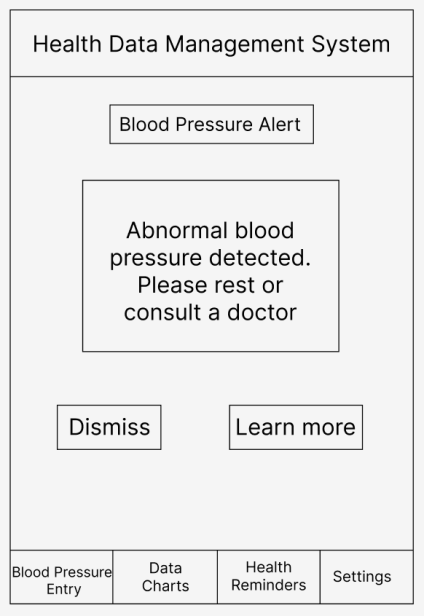 Health Data Management System
Blood Pressure Alert
Abnormal blood
pressure detected.
Please rest or
consult a doctor
Dismiss
Learn more
Blood Pressure
Entry
Data
Charts
Health
Reminders
Settings